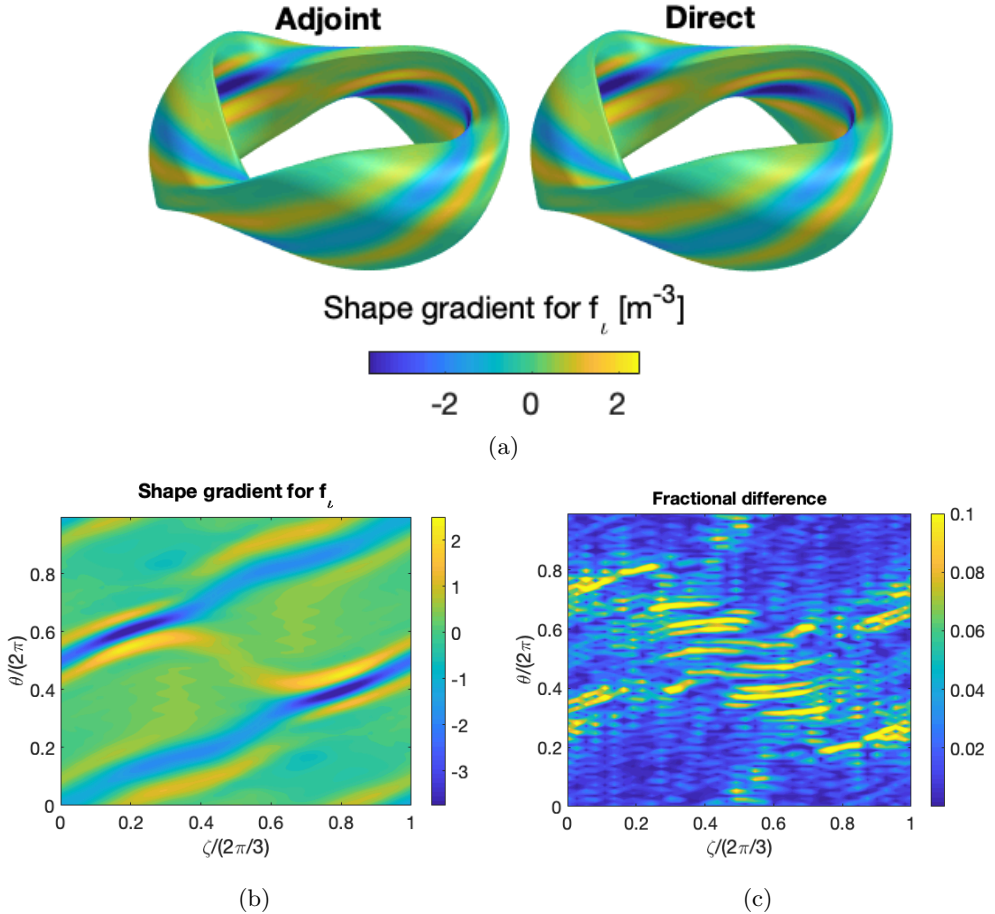 Adjoint
Direct
Shape gradient for f_ι [m^-3]
-2 0 2
(a)
Shape gradient for f_ι
θ/(2π)
0.8
0.6
0.4
0.2
0
0 0.2 0.4 0.6 0.8 1
ζ/(2π/3)
2
1
0
-1
-2
-3
(b)
Fractional difference
θ/(2π)
0.8
0.6
0.4
0.2
0
0 0.2 0.4 0.6 0.8 1
ζ/(2π/3)
0.1
0.08
0.06
0.04
0.02
(c)